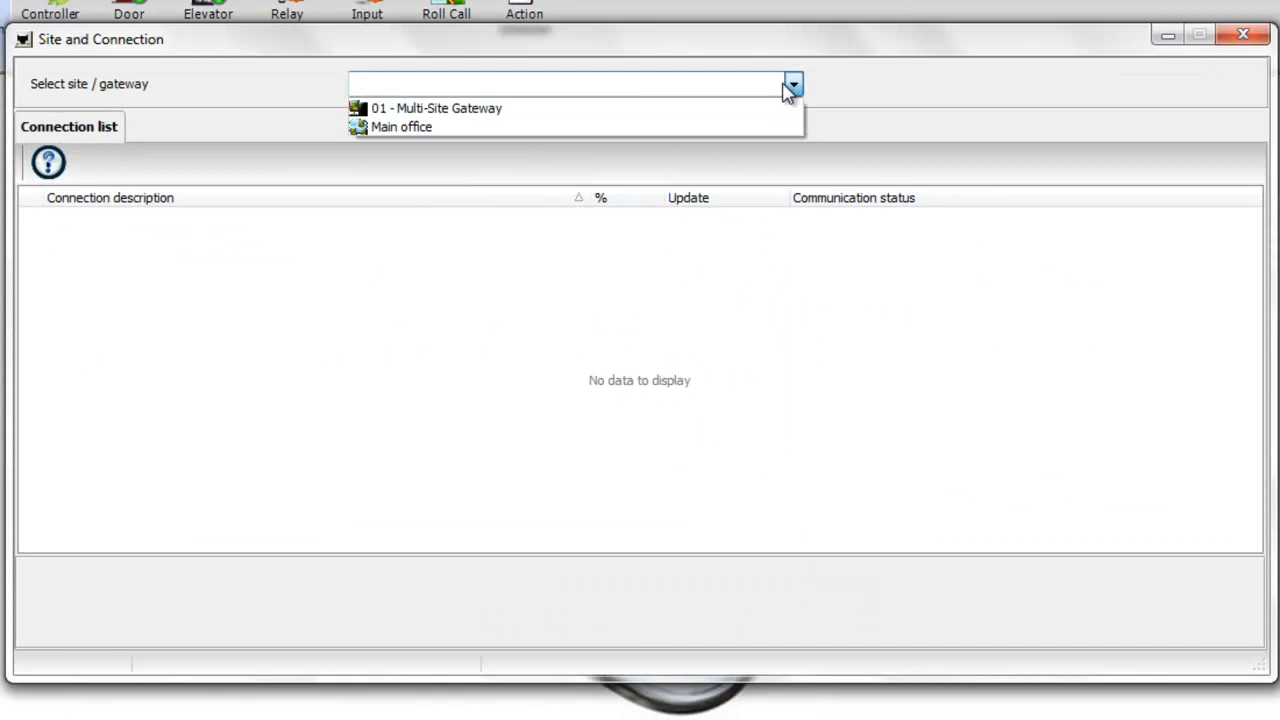 Controller Door Elevator Relay Input Roll Call Action
Site and Connection
Select site / gateway
01 - Multi-Site Gateway
Main office
Connection list
?
Connection description % Update Communication status
No data to display